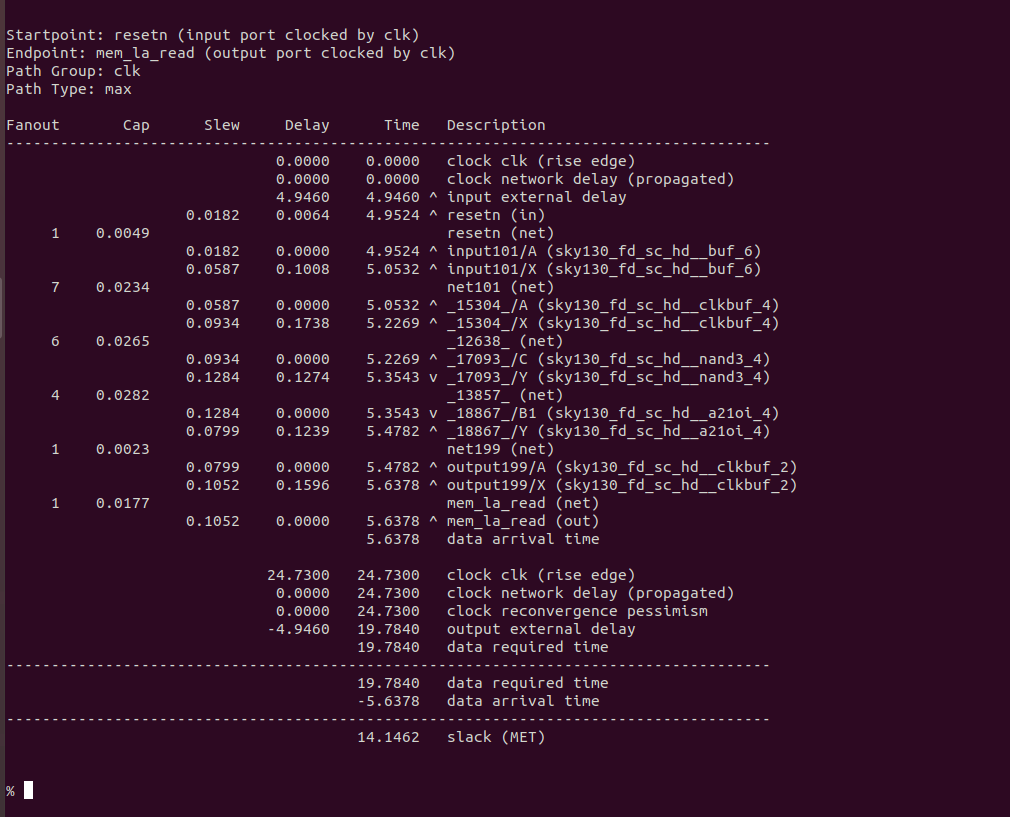 Startpoint: resetn (input port clocked by clk)
Endpoint: mem_la_read (output port clocked by clk)
Path Group: clk
Path Type: max
Fanout Cap Slew Delay Time Description
-------------------------------------------------------------------------------------
0.0000 0.0000 clock clk (rise edge)
0.0000 0.0000 clock network delay (propagated)
4.9460 4.9460 ^ input external delay
0.0182 0.0064 4.9524 ^ resetn (in)
1 0.0049 resetn (net)
0.0182 0.0000 4.9524 ^ input101/A (sky130_fd_sc_hd__buf_6)
0.0587 0.1008 5.0532 ^ input101/X (sky130_fd_sc_hd__buf_6)
7 0.0234 net101 (net)
0.0587 0.0000 5.0532 ^ _15304_/A (sky130_fd_sc_hd__clkbuf_4)
0.0934 0.1738 5.2269 ^ _15304_/X (sky130_fd_sc_hd__clkbuf_4)
6 0.0265 _12638_ (net)
0.0934 0.0000 5.2269 ^ _17093_/C (sky130_fd_sc_hd__nand3_4)
0.1284 0.1274 5.3543 v _17093_/Y (sky130_fd_sc_hd__nand3_4)
4 0.0282 _13857_ (net)
0.1284 0.0000 5.3543 v _18867_/B1 (sky130_fd_sc_hd__a21oi_4)
0.0799 0.1239 5.4782 ^ _18867_/Y (sky130_fd_sc_hd__a21oi_4)
1 0.0023 net199 (net)
0.0799 0.0000 5.4782 ^ output199/A (sky130_fd_sc_hd__clkbuf_2)
0.1052 0.1596 5.6378 ^ output199/X (sky130_fd_sc_hd__clkbuf_2)
1 0.0177 mem_la_read (net)
0.1052 0.0000 5.6378 ^ mem_la_read (out)
5.6378 data arrival time
24.7300 24.7300 clock clk (rise edge)
0.0000 24.7300 clock network delay (propagated)
0.0000 24.7300 clock reconvergence pessimism
-4.9460 19.7840 output external delay
19.7840 data required time
-------------------------------------------------------------------------------------
19.7840 data required time
-5.6378 data arrival time
-------------------------------------------------------------------------------------
14.1462 slack (MET)
%